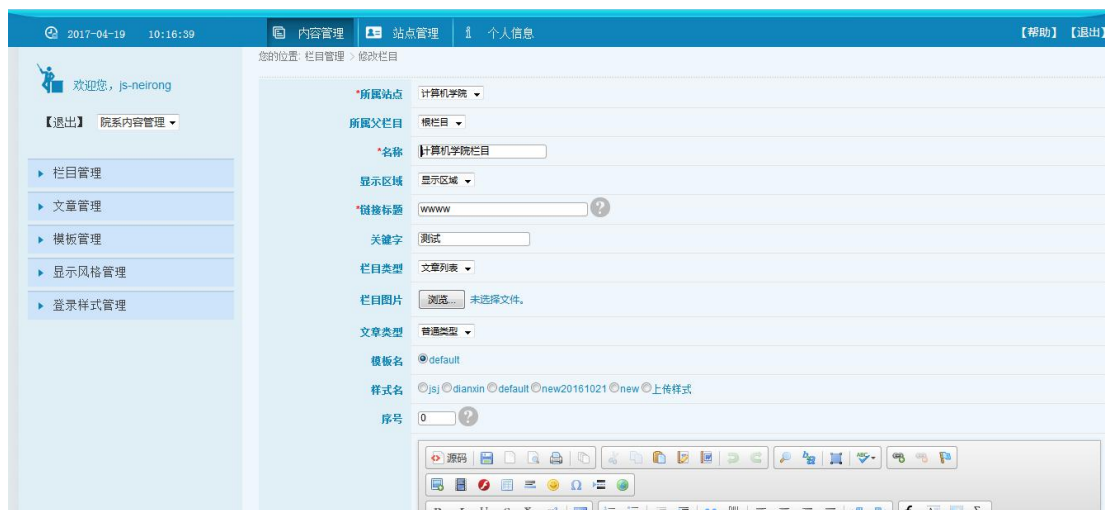 2017-04-19 10:16:39 内容管理 站点管理 个人信息 【帮助】 【退出】
您的位置: 栏目管理 > 修改栏目
欢迎您, js-neirong
【退出】 院系内容管理
栏目管理
文章管理
模板管理
显示风格管理
登录样式管理
*所属站点 计算机学院
所属父栏目 根栏目
*名称 计算机学院栏目
显示区域 显示区域
*链接标题 wwww
关键字 测试
栏目类型 文章列表
栏目图片 浏览... 未选择文件。
文章类型 普通类型
模板名 default
样式名 jsj dianxin default new20161021 new 上传样式
序号 0
源码